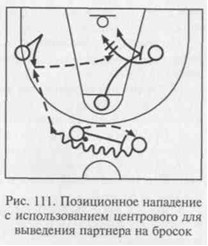 Рис. 111. Позиционное нападение
с использованием центрового для
выведения партнера на бросок